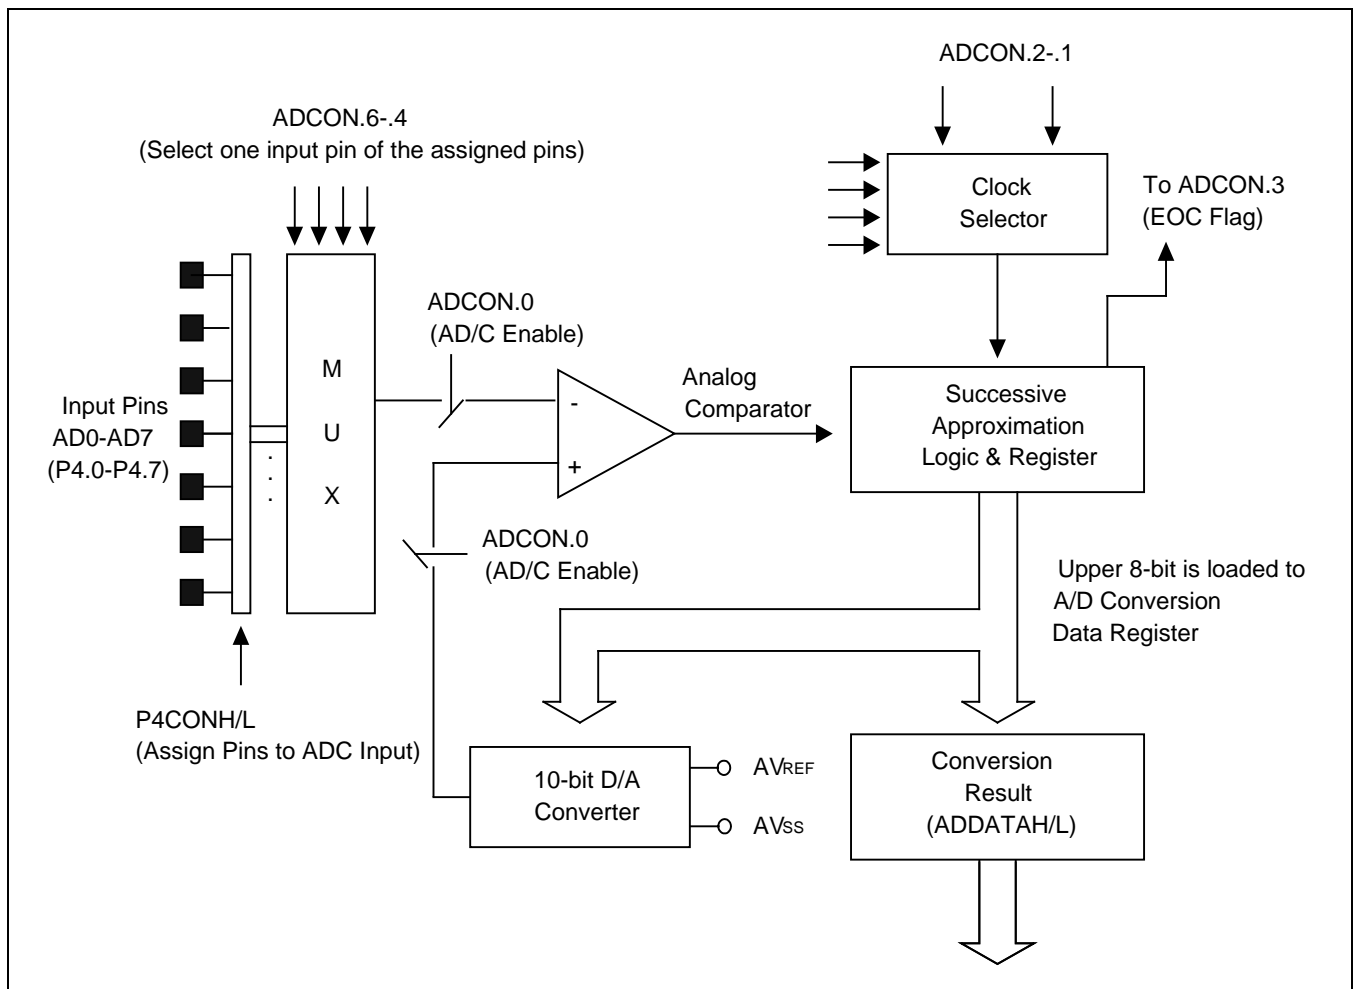 ADCON.2-.1
ADCON.6-.4
(Select one input pin of the assigned pins)
Clock
Selector
To ADCON.3
(EOC Flag)
ADCON.0
(AD/C Enable)
M
U
X
Input Pins
AD0-AD7
(P4.0-P4.7)
-
+
Analog
Comparator
Successive
Approximation
Logic & Register
ADCON.0
(AD/C Enable)
Upper 8-bit is loaded to
A/D Conversion
Data Register
P4CONH/L
(Assign Pins to ADC Input)
10-bit D/A
Converter
AVREF
AVSS
Conversion
Result
(ADDATAH/L)